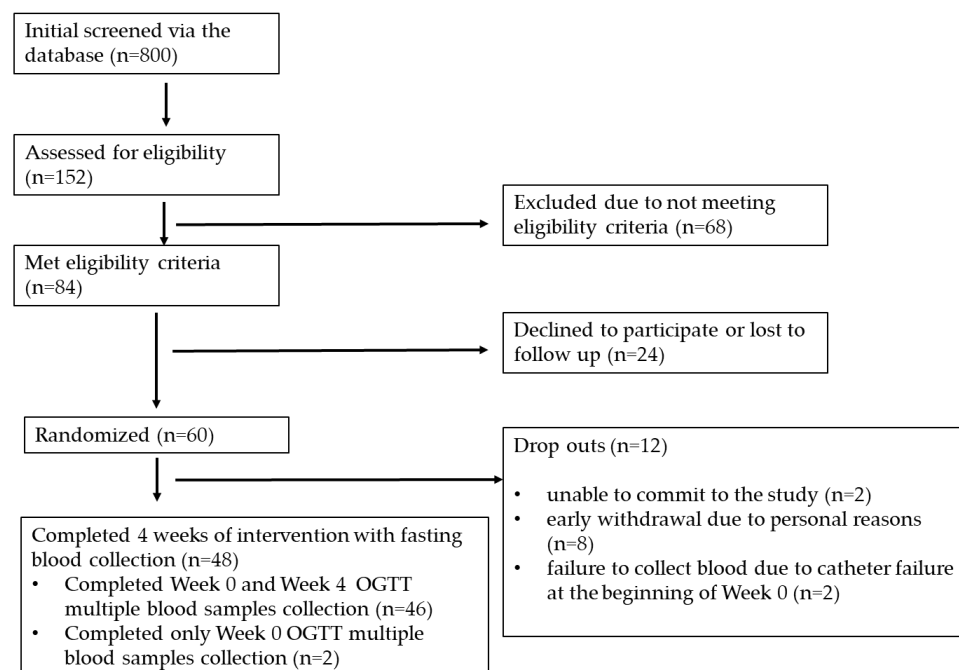 Initial screened via the
database (n=800)
Assessed for eligibility
(n=152)
Excluded due to not meeting
eligibility criteria (n=68)
Met eligibility criteria
(n=84)
Declined to participate or lost to
follow up (n=24)
Randomized (n=60)
Drop outs (n=12)
• unable to commit to the study (n=2)
• early withdrawal due to personal reasons
(n=8)
• failure to collect blood due to catheter failure
at the beginning of Week 0 (n=2)
Completed 4 weeks of intervention with fasting
blood collection (n=48)
• Completed Week 0 and Week 4 OGTT
multiple blood samples collection (n=46)
• Completed only Week 0 OGTT multiple
blood samples collection (n=2)